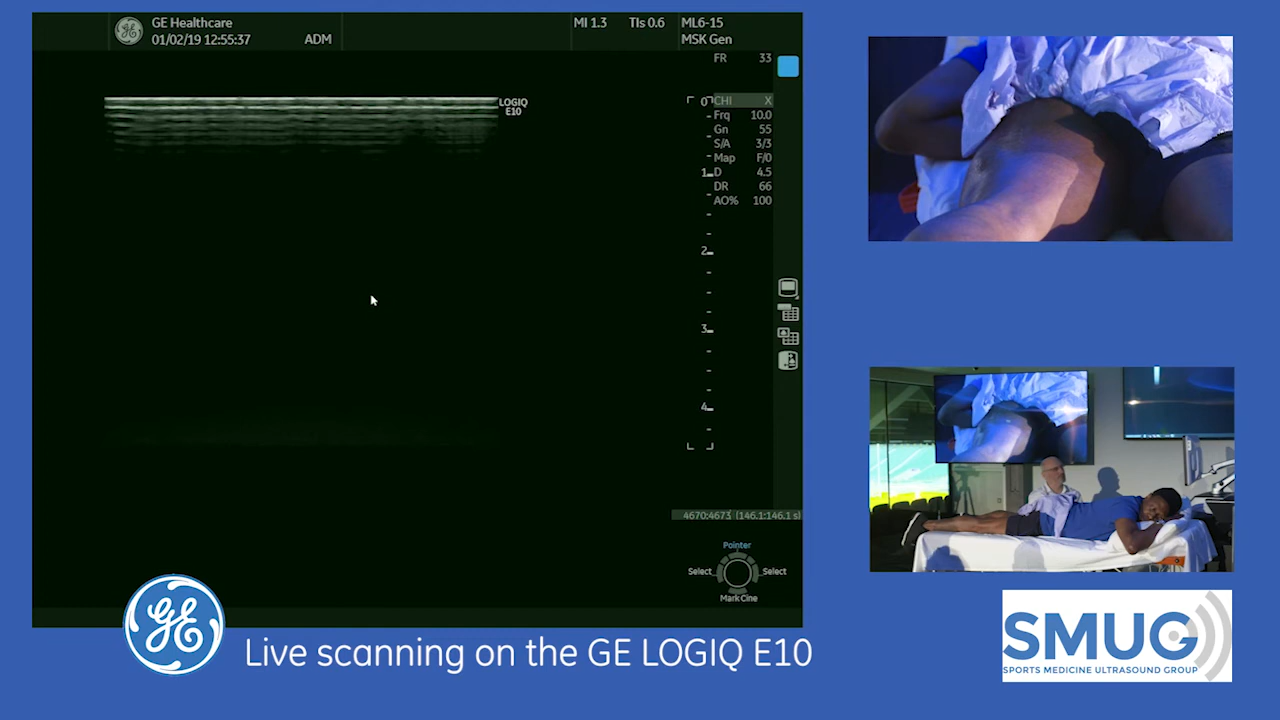 GE Healthcare
01/02/19 12:55:37
ADM
MI 1.3
TIs 0.6
ML6-15
MSK Gen
FR 33
LOGIQ
E10
0
1
2
3
4
CHI X
Frq 10.0
Gn 55
S/A 3/3
Map F/0
D 4.5
DR 66
AO% 100
4670:4673 (146.1:146.1 s)
Pointer
Select
Select
Mark Cine
GE
Live scanning on the GE LOGIQ E10
SMUG
SPORTS MEDICINE ULTRASOUND GROUP